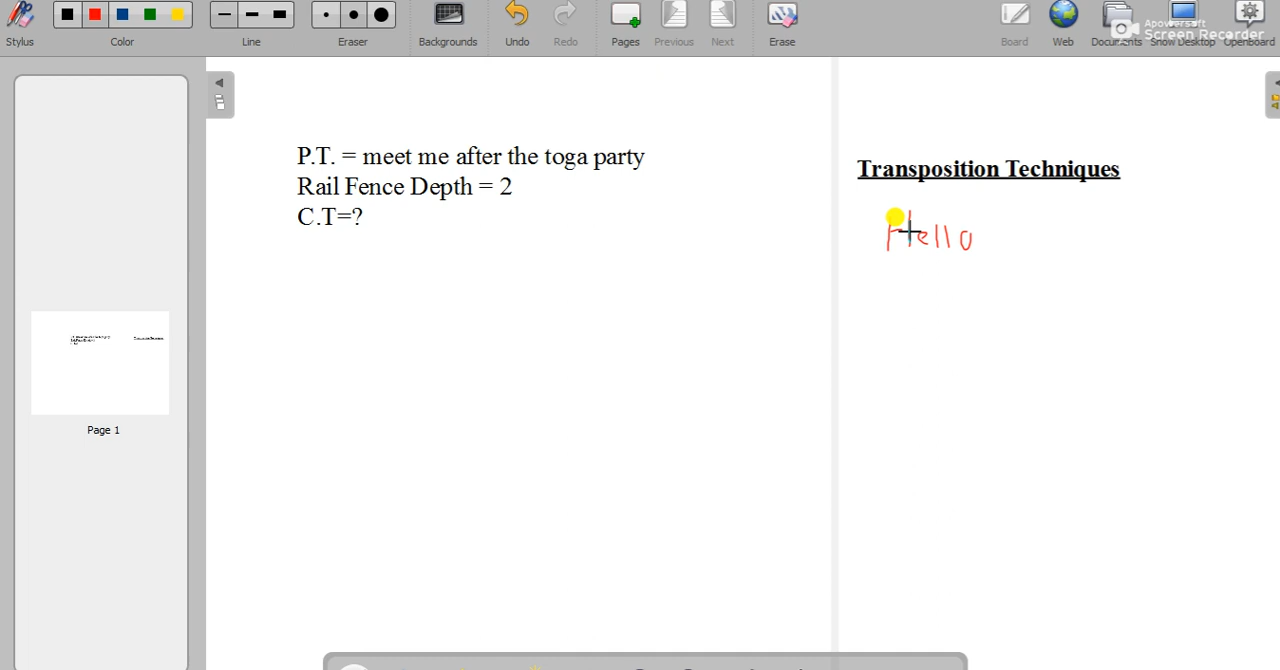 Stylus Color Line Eraser Backgrounds Undo Redo Pages Previous Next Erase Board Web Documents Show Desktop OpenBoard
Apowersoft
Screen Recorder
P.T. = meet me after the toga party
Rail Fence Depth = 2
C.T=?
Transposition Techniques
Hello
Page 1